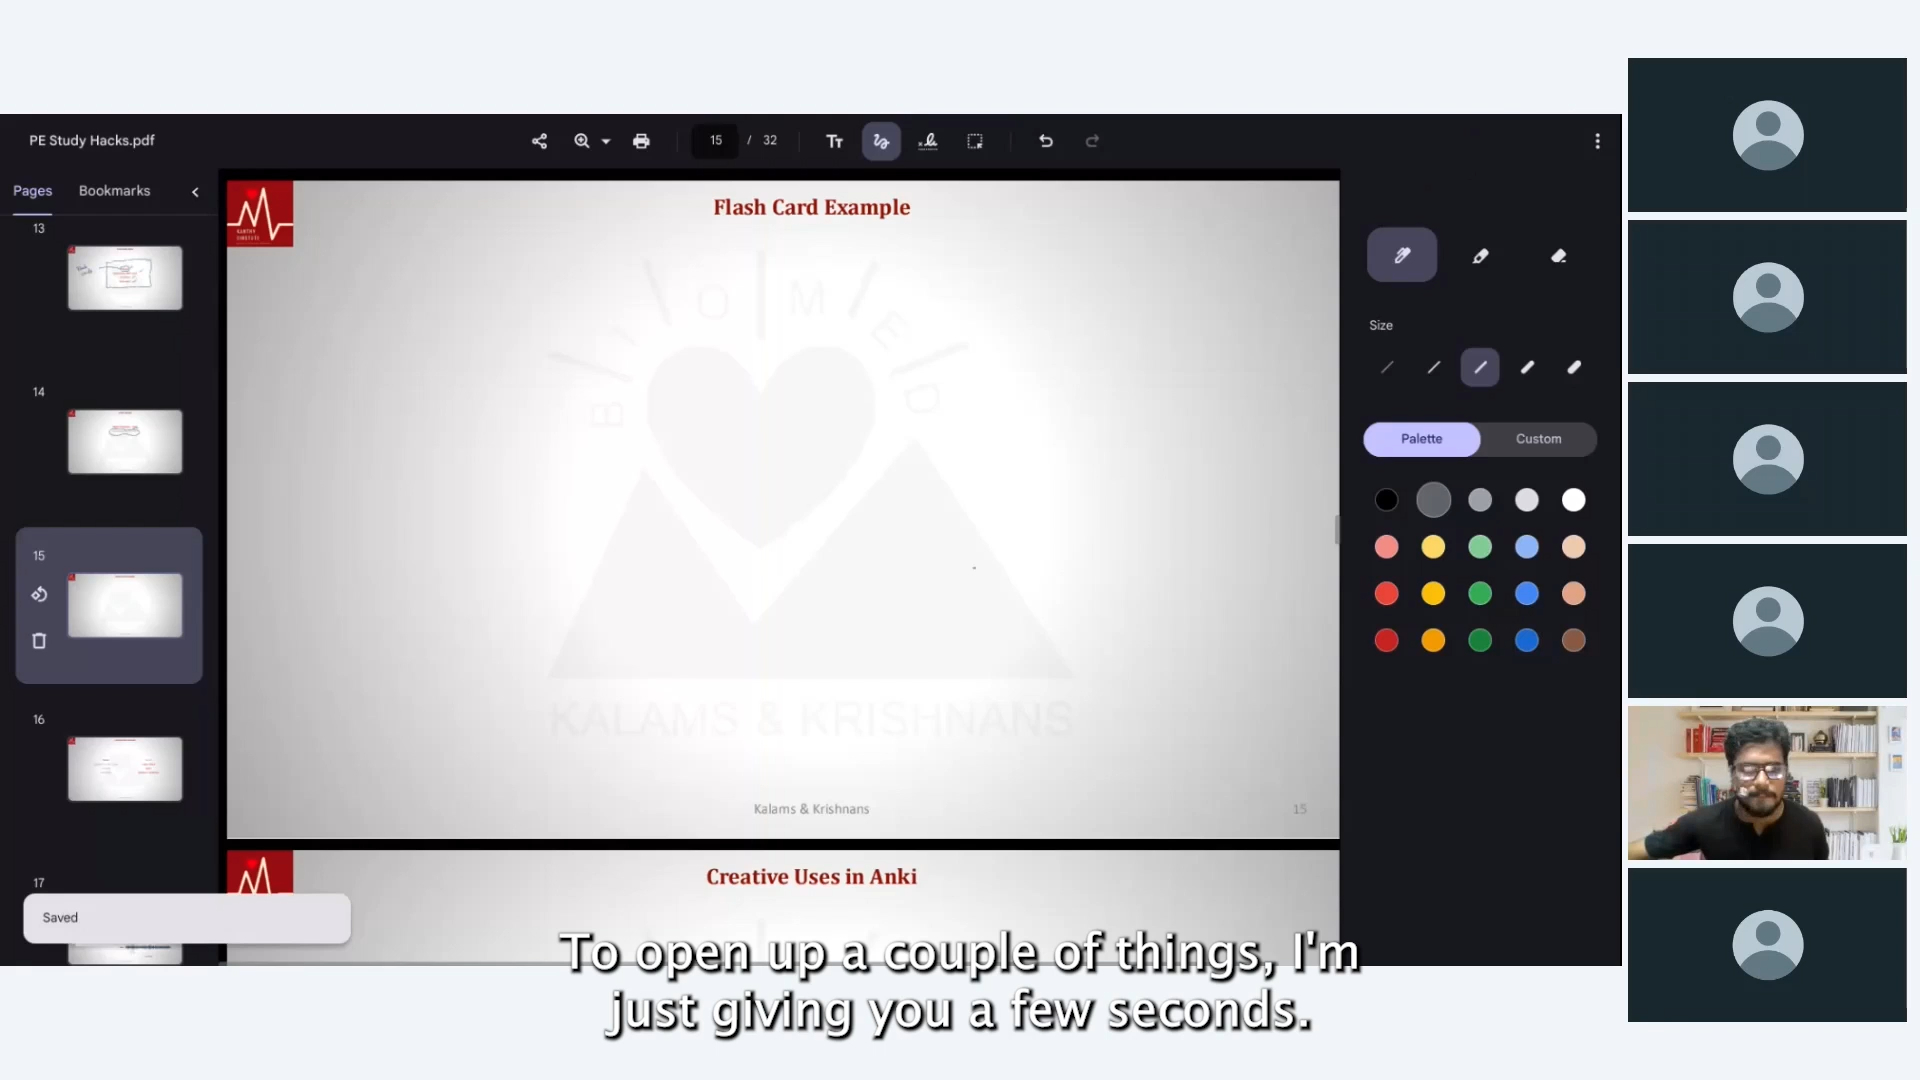 PE Study Hacks.pdf
15 / 32
Pages Bookmarks
13
14
15
16
17
Saved
Flash Card Example
BIOMED
KALAMS & KRISHNANS
Kalams & Krishnans
15
Creative Uses in Anki
Size
Palette Custom
To open up a couple of things, I'm
just giving you a few seconds.